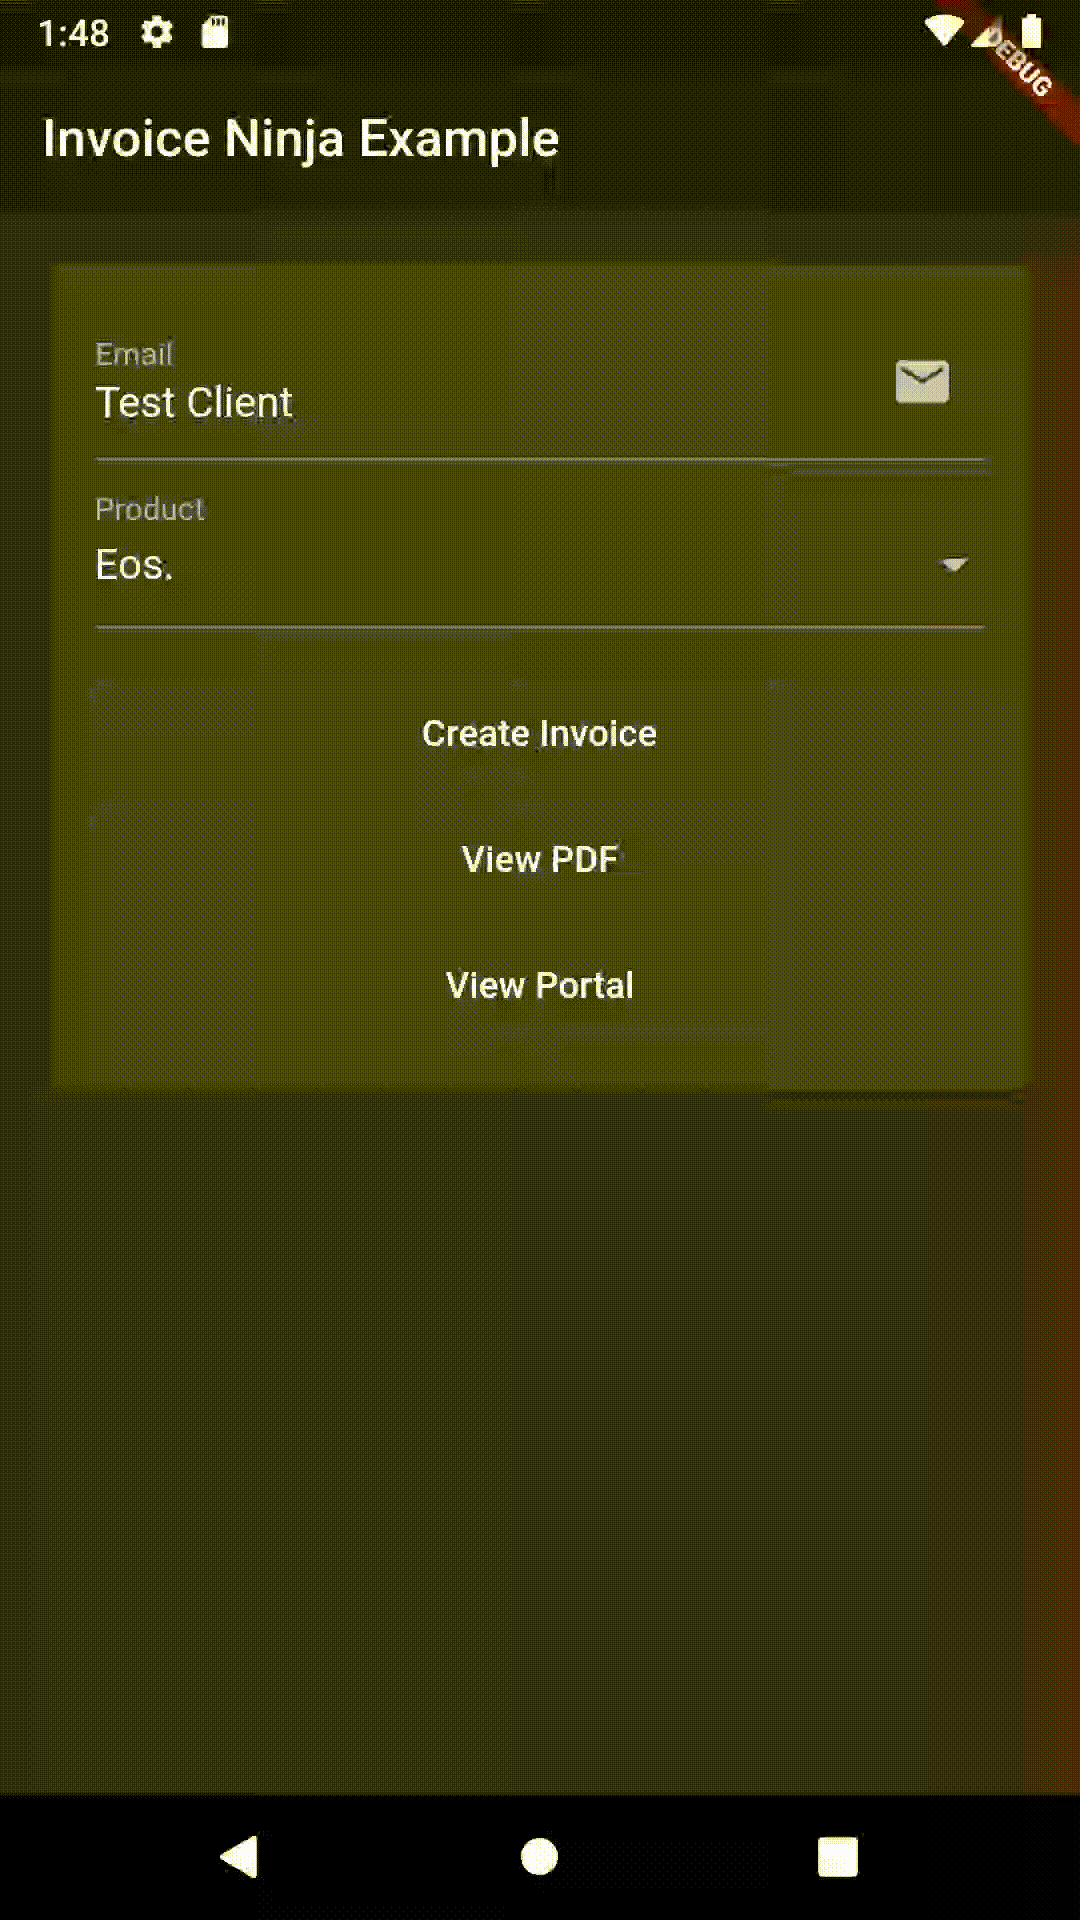 1:48
DEBUG
Invoice Ninja Example
Email
Test Client
Product
Eos.
Create Invoice
View PDF
View Portal